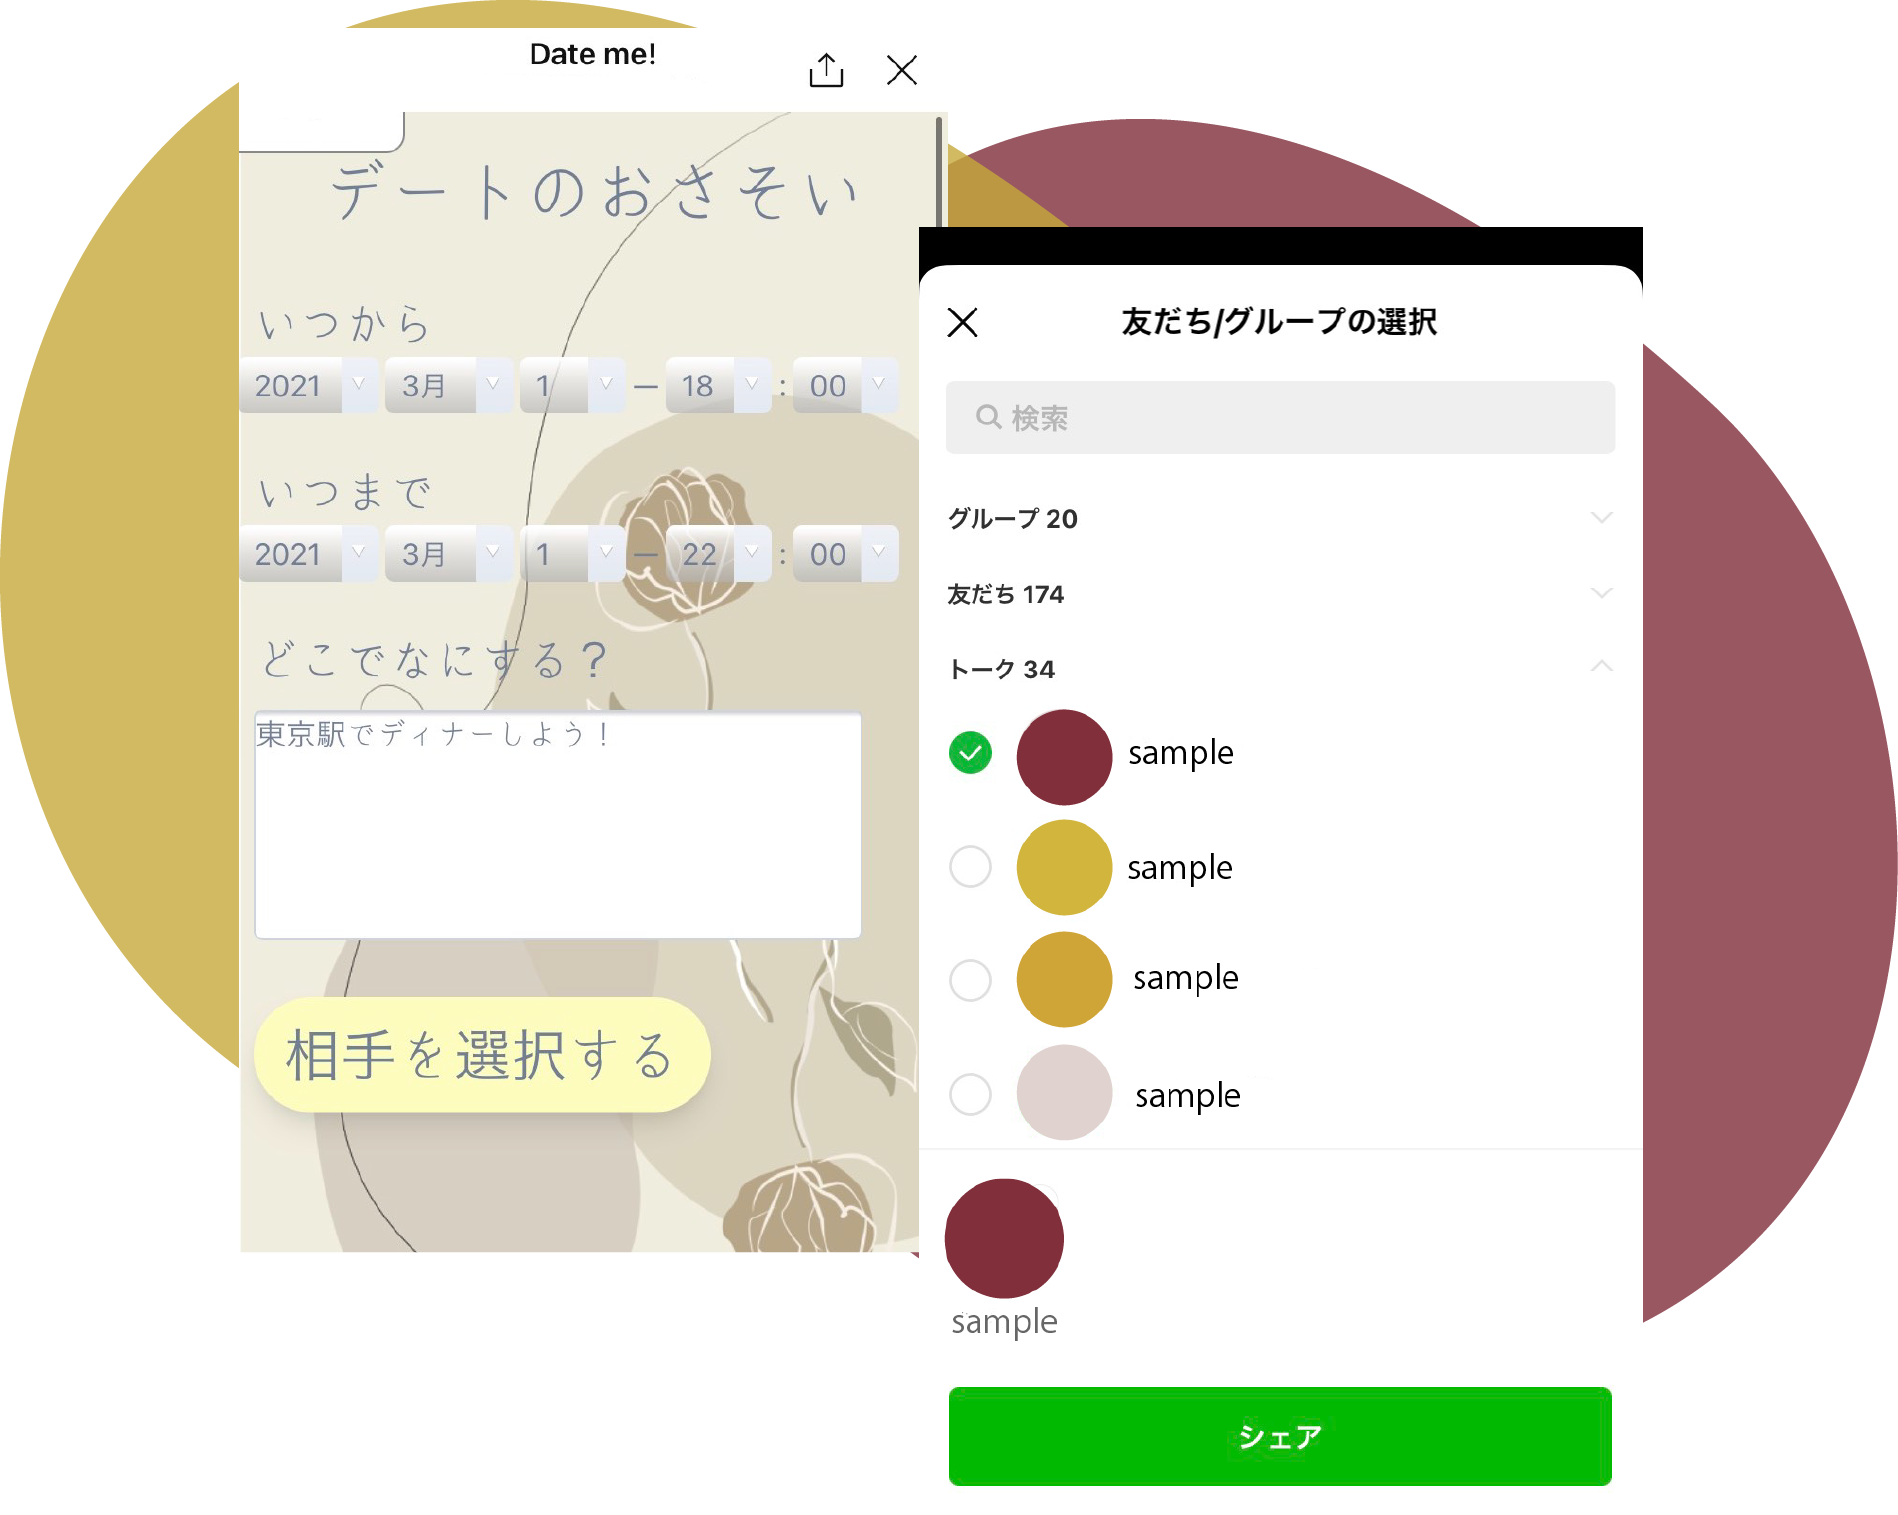 Date me!
デートのおさそい
いつから
2021 3月 1 — 18 : 00
いつまで
2021 3月 1 — 22 : 00
どこでなにする？
東京駅でディナーしよう！
相手を選択する
友だち/グループの選択
検索
グループ 20
友だち 174
トーク 34
sample
sample
sample
sample
sample
シェア